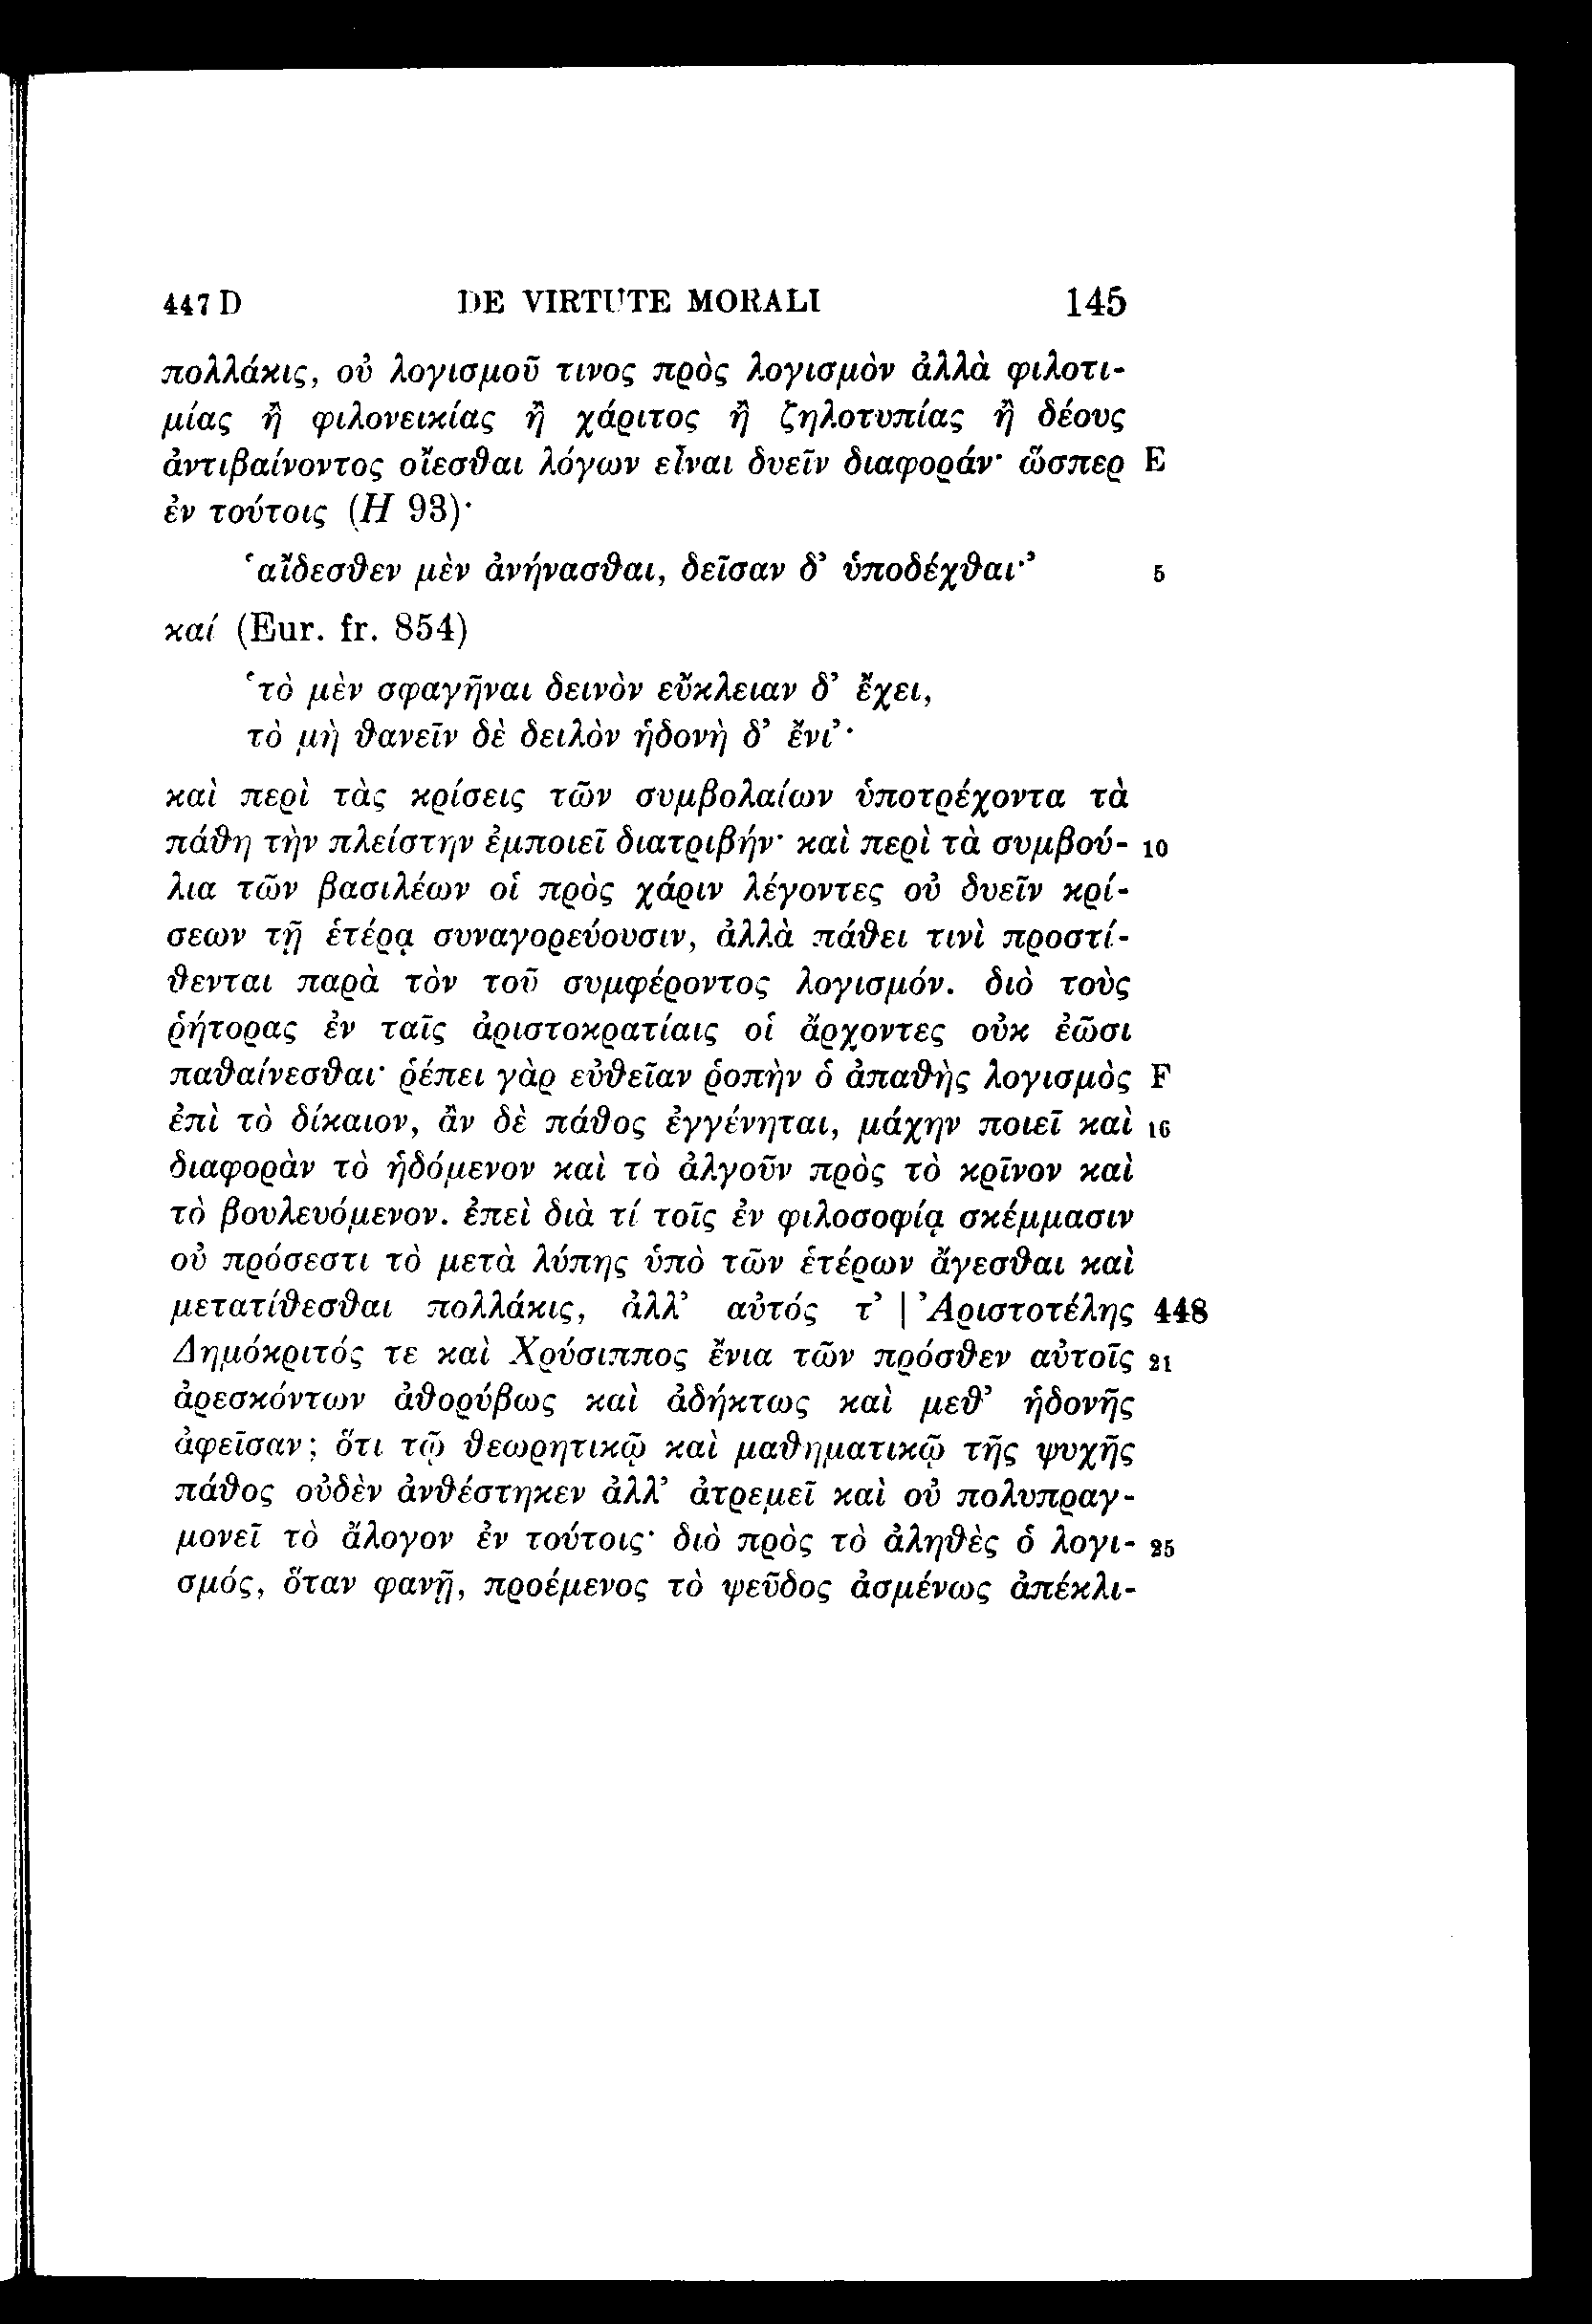 447 D DE VIRTUTE MORALI 145
πολλάκις, οὐ λογισμοῦ τινος πρὸς λογισμὸν ἀλλὰ φιλοτι-
μίας ἢ φιλονεικίας ἢ χάριτος ἢ ζηλοτυπίας ἢ δέους
ἀντιβαίνοντος οἴεσθαι λόγων εἶναι δυεῖν διαφοράν· ὥσπερ E
ἐν τούτοις (H 93)·
‘αἴδεσθεν μὲν ἀνήνασθαι, δεῖσαν δ’ ὑποδέχθαι·’ 5
καί (Eur. fr. 854)
‘τὸ μὲν σφαγῆναι δεινὸν εὔκλειαν δ’ ἔχει,
τὸ μὴ θανεῖν δὲ δειλὸν ἡδονὴ δ’ ἔνι’·
καὶ περὶ τὰς κρίσεις τῶν συμβολαίων ὑποτρέχοντα τὰ
πάθη τὴν πλείστην ἐμποιεῖ διατριβήν· καὶ περὶ τὰ συμβού- 10
λια τῶν βασιλέων οἱ πρὸς χάριν λέγοντες οὐ δυεῖν κρί-
σεων τῇ ἑτέρᾳ συναγορεύουσιν, ἀλλὰ πάθει τινὶ προστί-
θενται παρὰ τὸν τοῦ συμφέροντος λογισμόν. διὸ τοὺς
ῥήτορας ἐν ταῖς ἀριστοκρατίαις οἱ ἄρχοντες οὐκ ἐῶσι
παθαίνεσθαι· ῥέπει γὰρ εὐθεῖαν ῥοπὴν ὁ ἀπαθὴς λογισμὸς F
ἐπὶ τὸ δίκαιον, ἂν δὲ πάθος ἐγγένηται, μάχην ποιεῖ καὶ 16
διαφορὰν τὸ ἡδόμενον καὶ τὸ ἀλγοῦν πρὸς τὸ κρῖνον καὶ
τὸ βουλευόμενον. ἐπεὶ διὰ τί τοῖς ἐν φιλοσοφίᾳ σκέμμασιν
οὐ πρόσεστι τὸ μετὰ λύπης ὑπὸ τῶν ἑτέρων ἄγεσθαι καὶ
μετατίθεσθαι πολλάκις, ἀλλ’ αὐτός τ’ | Ἀριστοτέλης 448
Δημόκριτός τε καὶ Χρύσιππος ἔνια τῶν πρόσθεν αὐτοῖς 21
ἀρεσκόντων ἀθορύβως καὶ ἀδήκτως καὶ μεθ’ ἡδονῆς
ἀφεῖσαν; ὅτι τῷ θεωρητικῷ καὶ μαθηματικῷ τῆς ψυχῆς
πάθος οὐδὲν ἀνθέστηκεν ἀλλ’ ἀτρεμεῖ καὶ οὐ πολυπραγ-
μονεῖ τὸ ἄλογον ἐν τούτοις· διὸ πρὸς τὸ ἀληθὲς ὁ λογι- 25
σμός, ὅταν φανῇ, προέμενος τὸ ψεῦδος ἀσμένως ἀπέκλι-